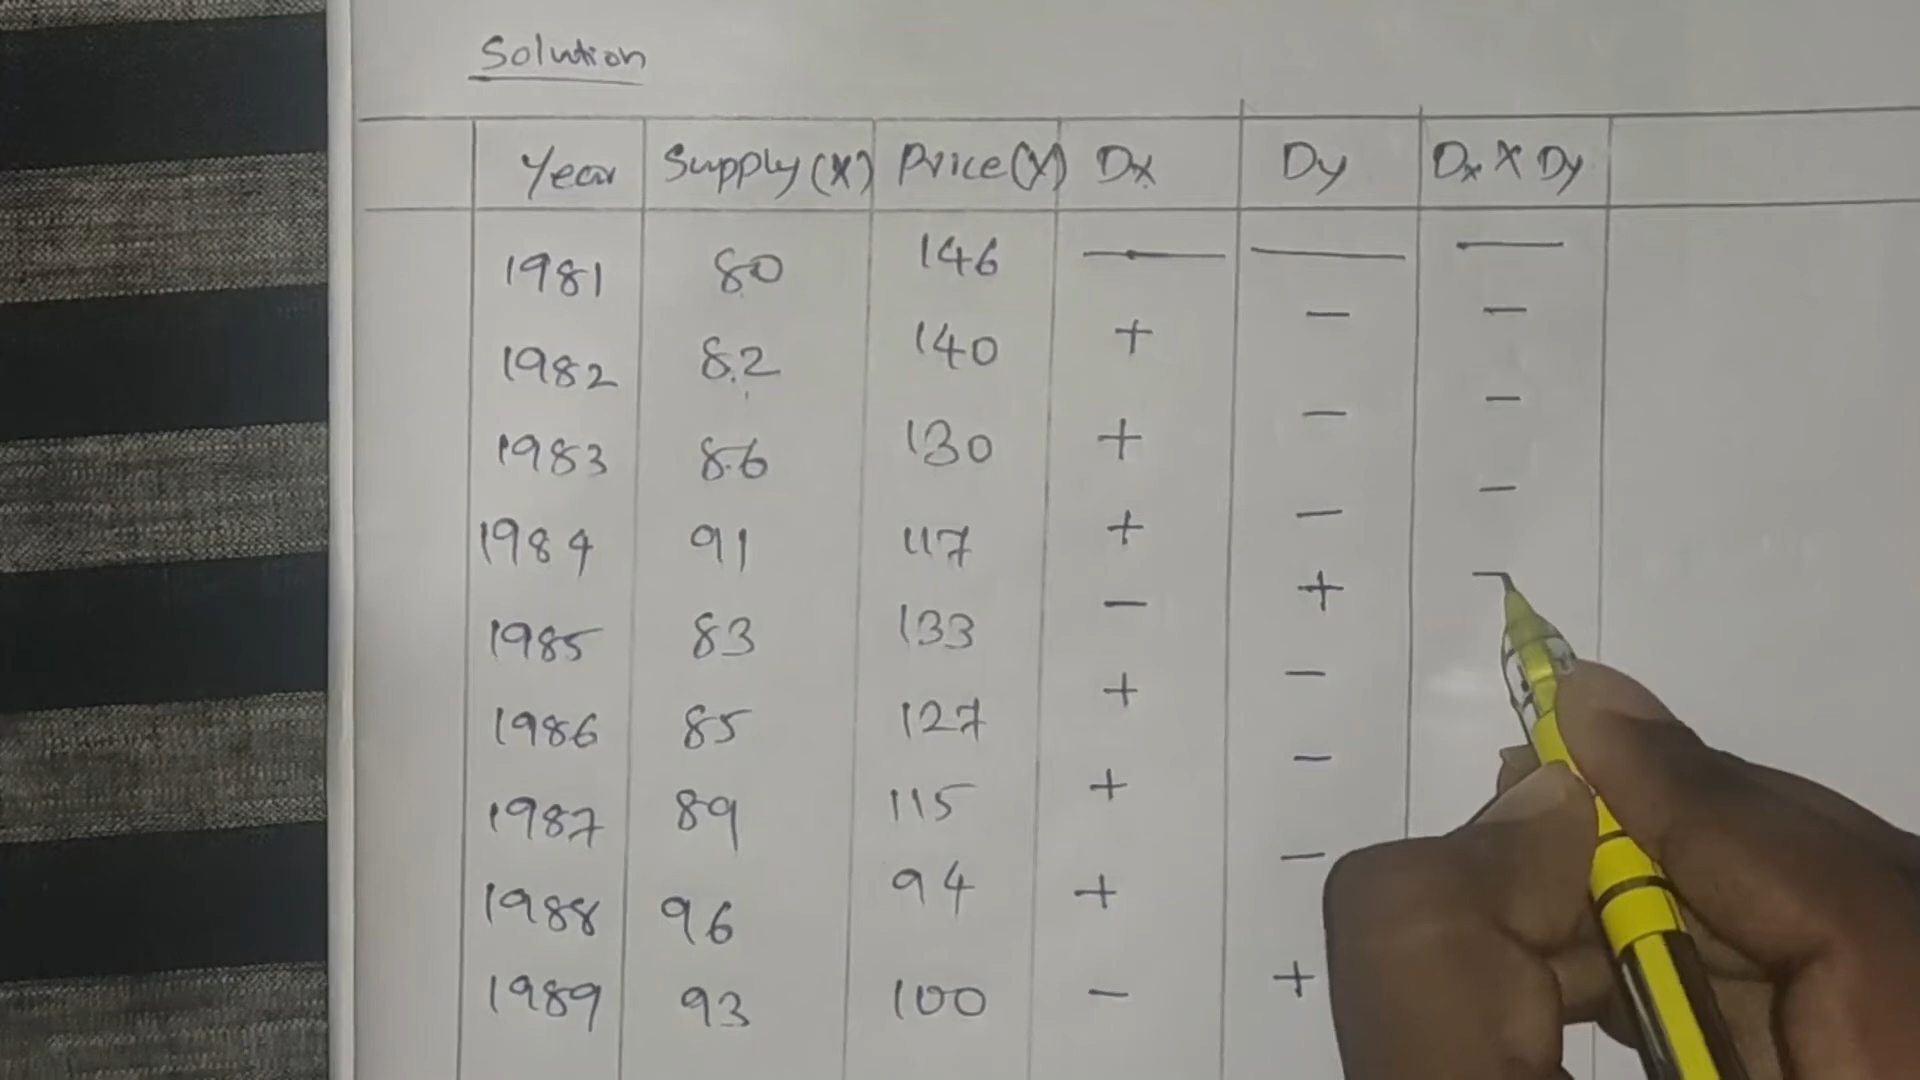 Solution
Year Supply (X) Price (Y) Dx Dy Dx X Dy
1981 80 146 — — —
1982 82 140 + − −
1983 86 130 + − −
1984 91 117 + − −
1985 83 133 − + −
1986 85 127 + −
1987 89 115 + −
1988 96 94 + −
1989 93 100 − +